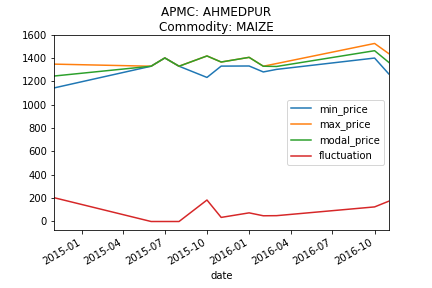 APMC: AHMEDPUR
Commodity: MAIZE
1600
1400
1200
1000
800
600
400
200
0
min_price
max_price
modal_price
fluctuation
2015-01
2015-04
2015-07
2015-10
2016-01
2016-04
2016-07
2016-10
date